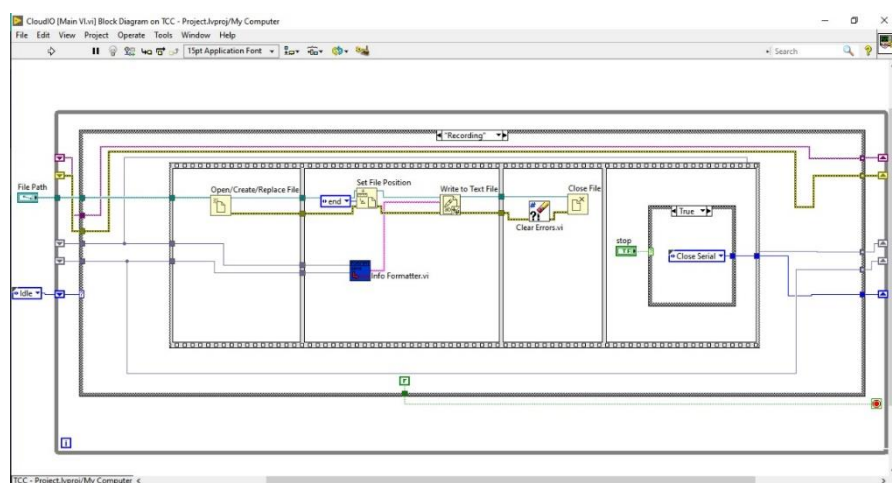 CloudIO [Main VI.vi] Block Diagram on TCC - Project.lvproj/My Computer
File Edit View Project Operate Tools Window Help
15pt Application Font
Search
"Recording"
File Path
Open/Create/Replace File
Set File Position
end
Write to Text File
Close File
Clear Errors.vi
Info Formatter.vi
True
stop
Close Serial
Idle
F
i
TCC - Project.lvproj/My Computer